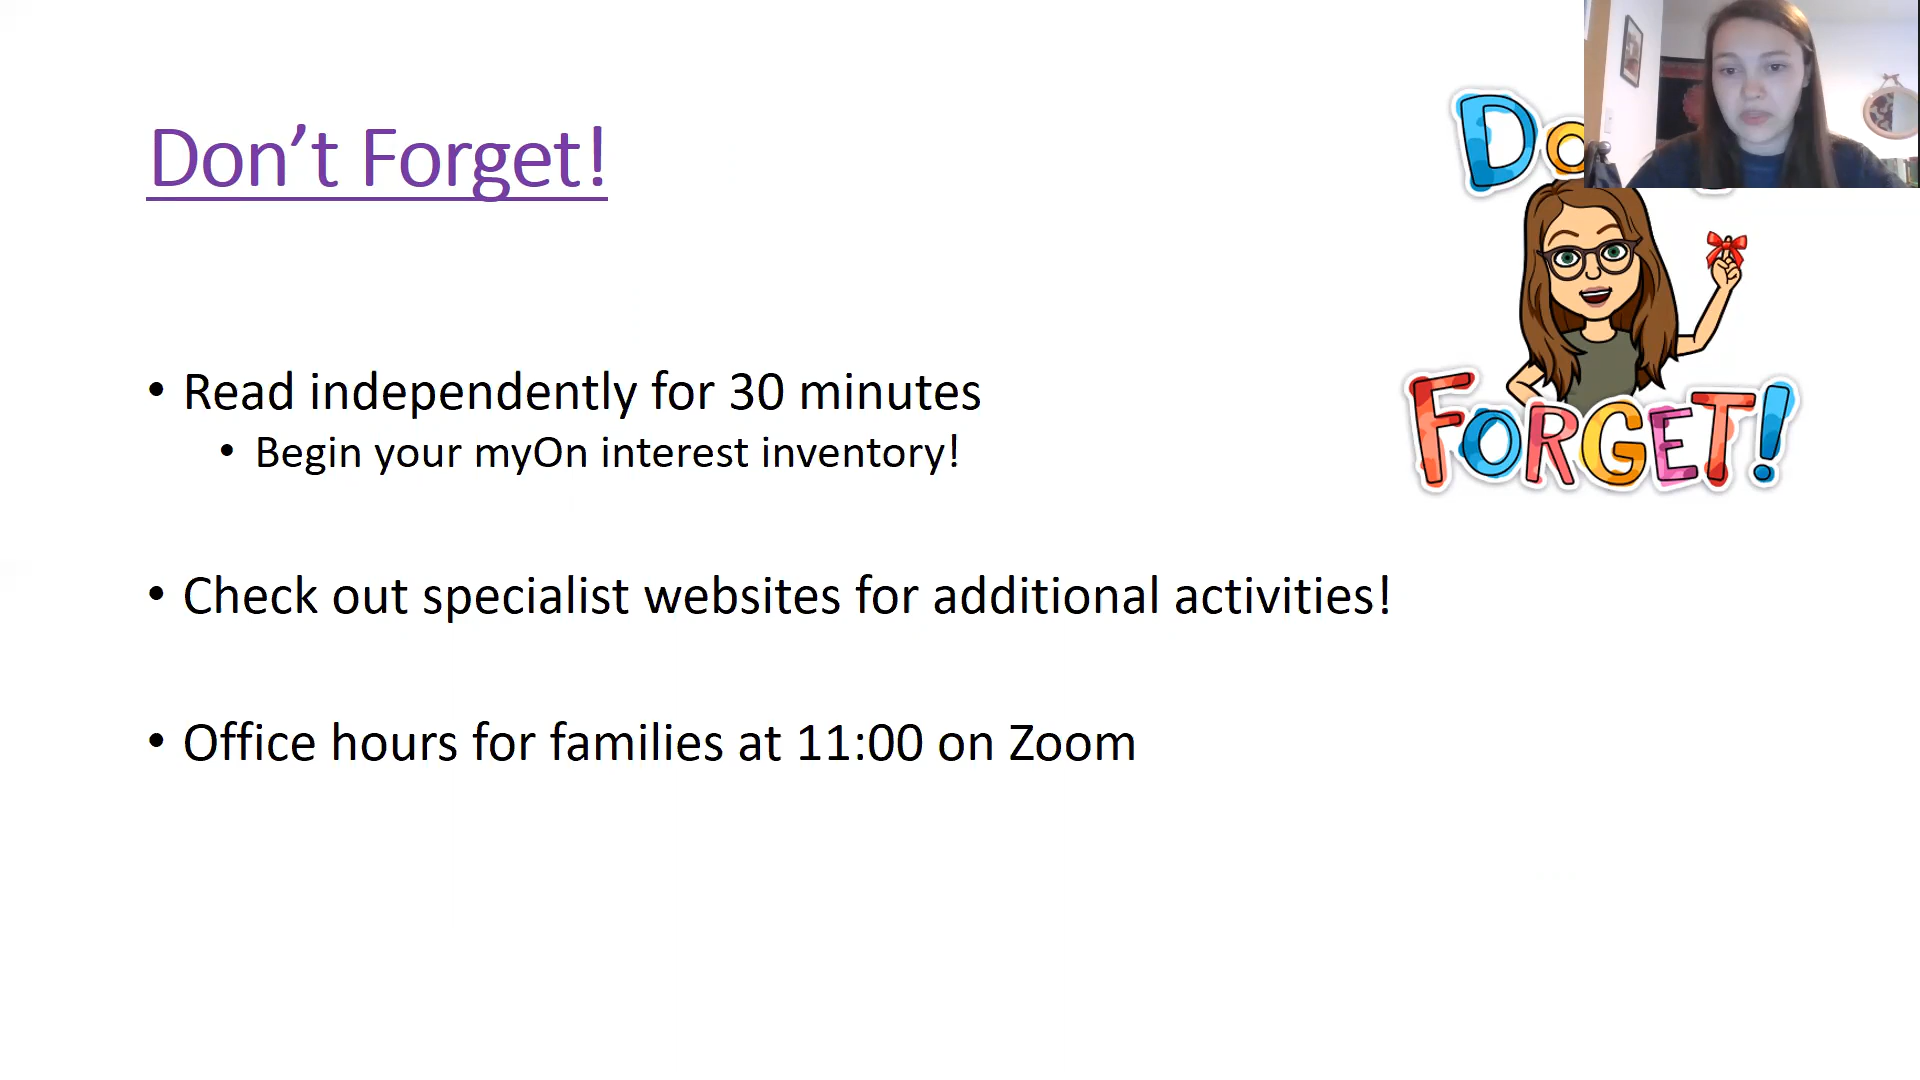 Don’t Forget!
Do
FORGET!
• Read independently for 30 minutes
• Begin your myOn interest inventory!
• Check out specialist websites for additional activities!
• Office hours for families at 11:00 on Zoom